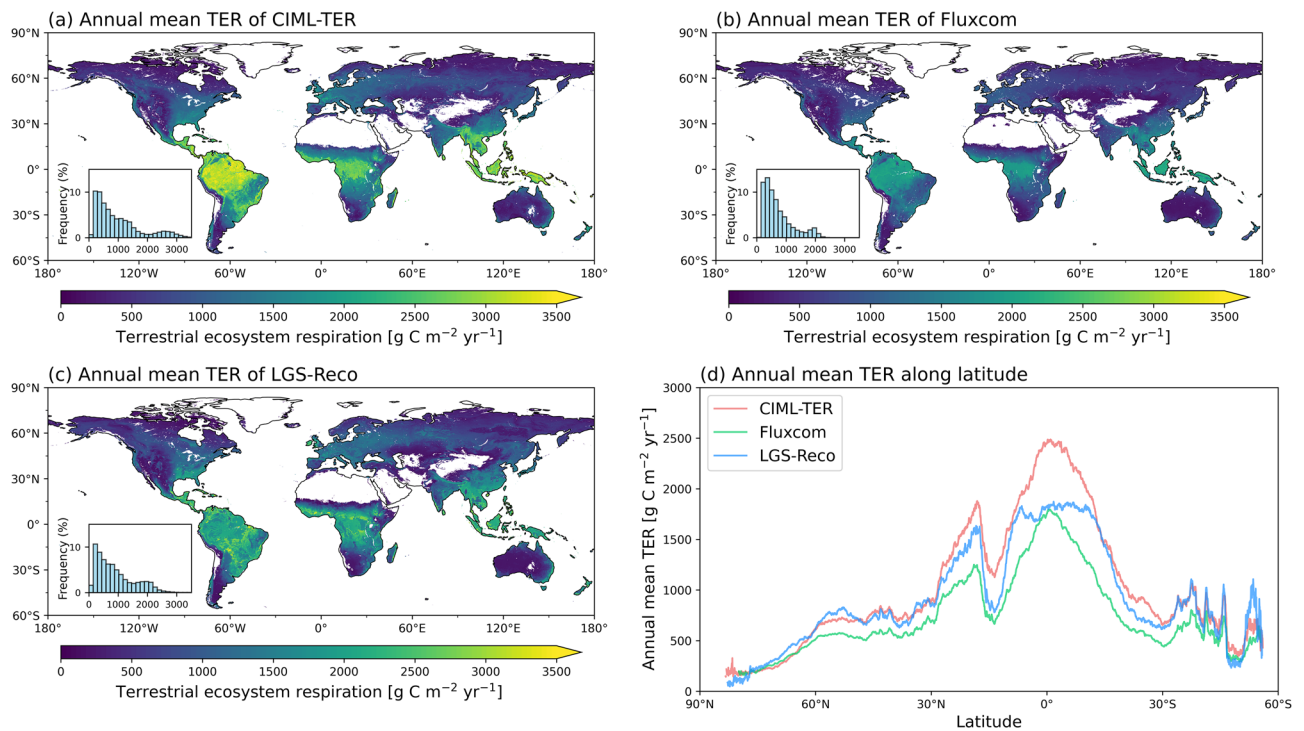 (a) Annual mean TER of CIML-TER
90°N
60°N
30°N
0°
30°S
60°S
180°
120°W
60°W
0°
60°E
120°E
180°
Frequency (%)
10
0
0
1000
2000
3000
0
500
1000
1500
2000
2500
3000
3500
Terrestrial ecosystem respiration [g C m⁻² yr⁻¹]
(b) Annual mean TER of Fluxcom
90°N
60°N
30°N
0°
30°S
60°S
180°
120°W
60°W
0°
60°E
120°E
180°
Frequency (%)
10
0
0
1000
2000
3000
0
500
1000
1500
2000
2500
3000
3500
Terrestrial ecosystem respiration [g C m⁻² yr⁻¹]
(c) Annual mean TER of LGS-Reco
90°N
60°N
30°N
0°
30°S
60°S
180°
120°W
60°W
0°
60°E
120°E
180°
Frequency (%)
10
0
0
1000
2000
3000
0
500
1000
1500
2000
2500
3000
3500
Terrestrial ecosystem respiration [g C m⁻² yr⁻¹]
(d) Annual mean TER along latitude
Annual mean TER [g C m⁻² yr⁻¹]
3000
2500
2000
1500
1000
500
0
CIML-TER
Fluxcom
LGS-Reco
90°N
60°N
30°N
0°
30°S
60°S
Latitude